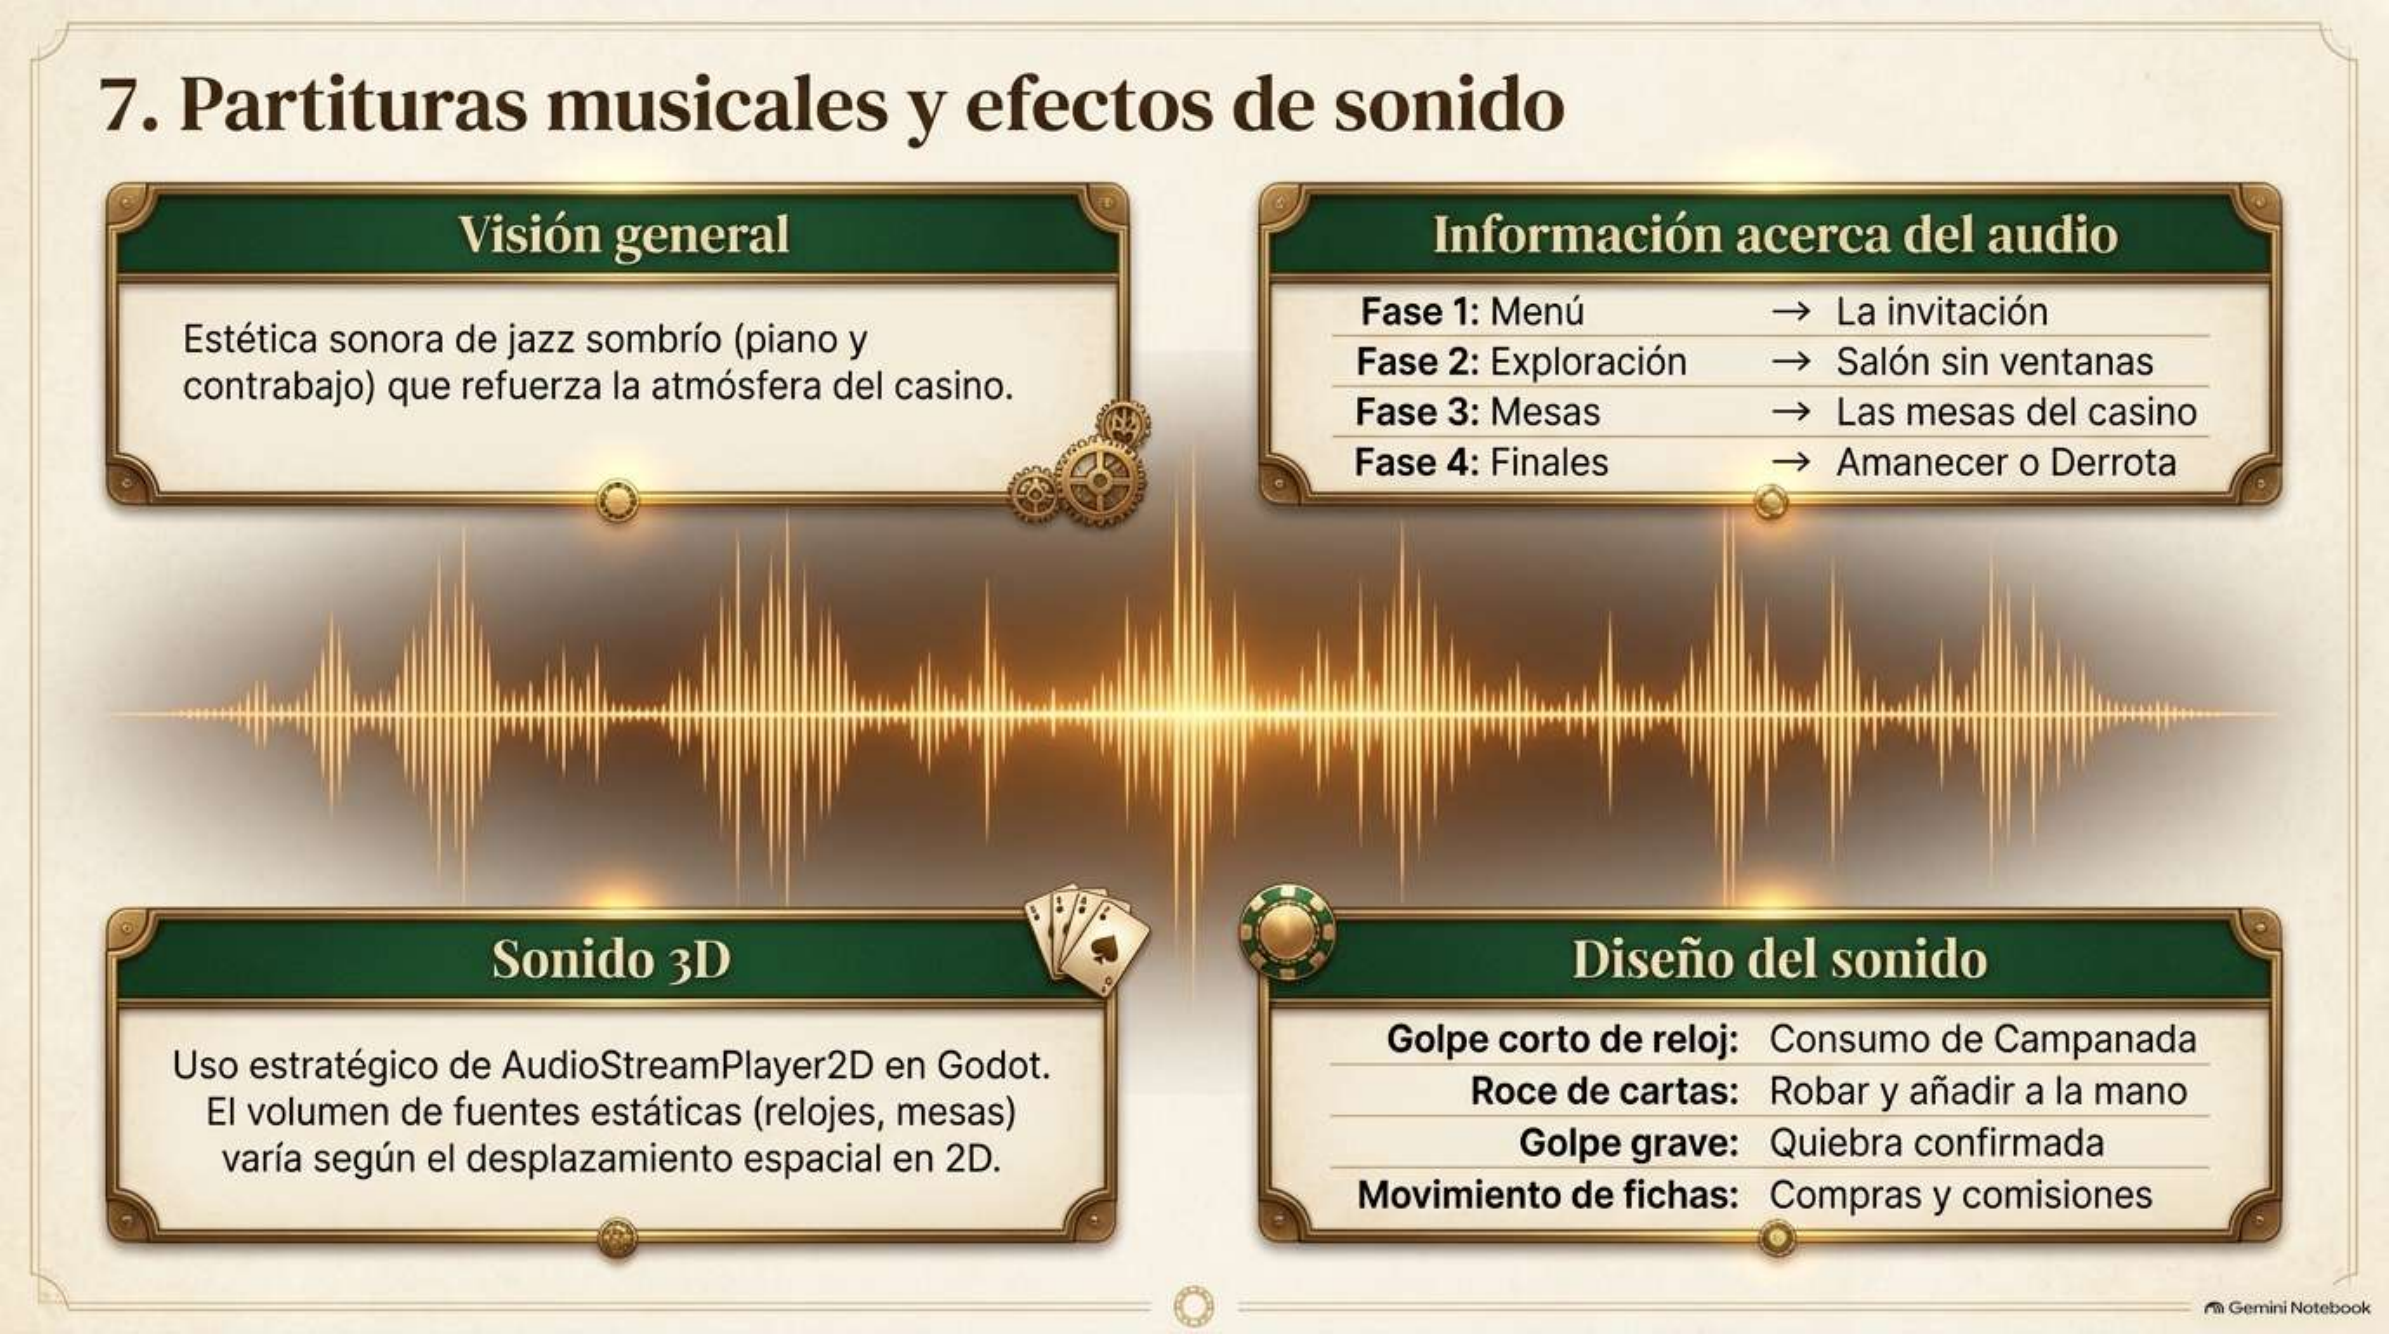 7. Partituras musicales y efectos de sonido
Visión general
Estética sonora de jazz sombrío (piano y
contrabajo) que refuerza la atmósfera del casino.
Información acerca del audio
Fase 1: Menú → La invitación
Fase 2: Exploración → Salón sin ventanas
Fase 3: Mesas → Las mesas del casino
Fase 4: Finales → Amanecer o Derrota
Sonido 3D
Uso estratégico de AudioStreamPlayer2D en Godot.
El volumen de fuentes estáticas (relojes, mesas)
varía según el desplazamiento espacial en 2D.
Diseño del sonido
Golpe corto de reloj: Consumo de Campanada
Roce de cartas: Robar y añadir a la mano
Golpe grave: Quiebra confirmada
Movimiento de fichas: Compras y comisiones
Gemini Notebook